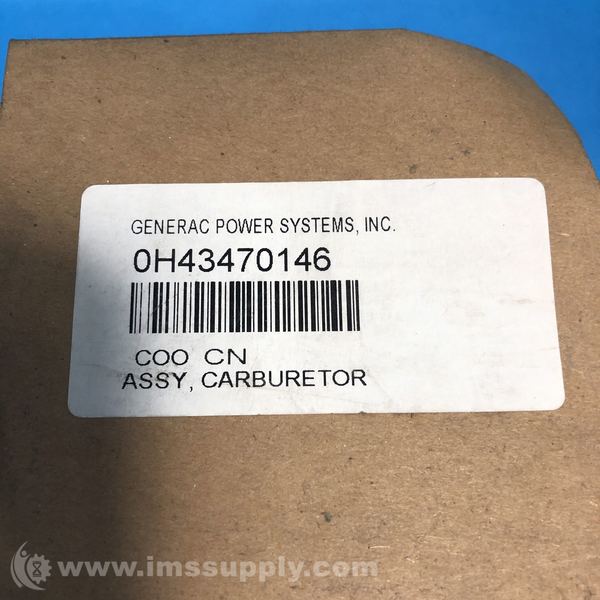 GENERAC POWER SYSTEMS, INC.
0H43470146
COO CN
ASSY, CARBURETOR
www.imssupply.com